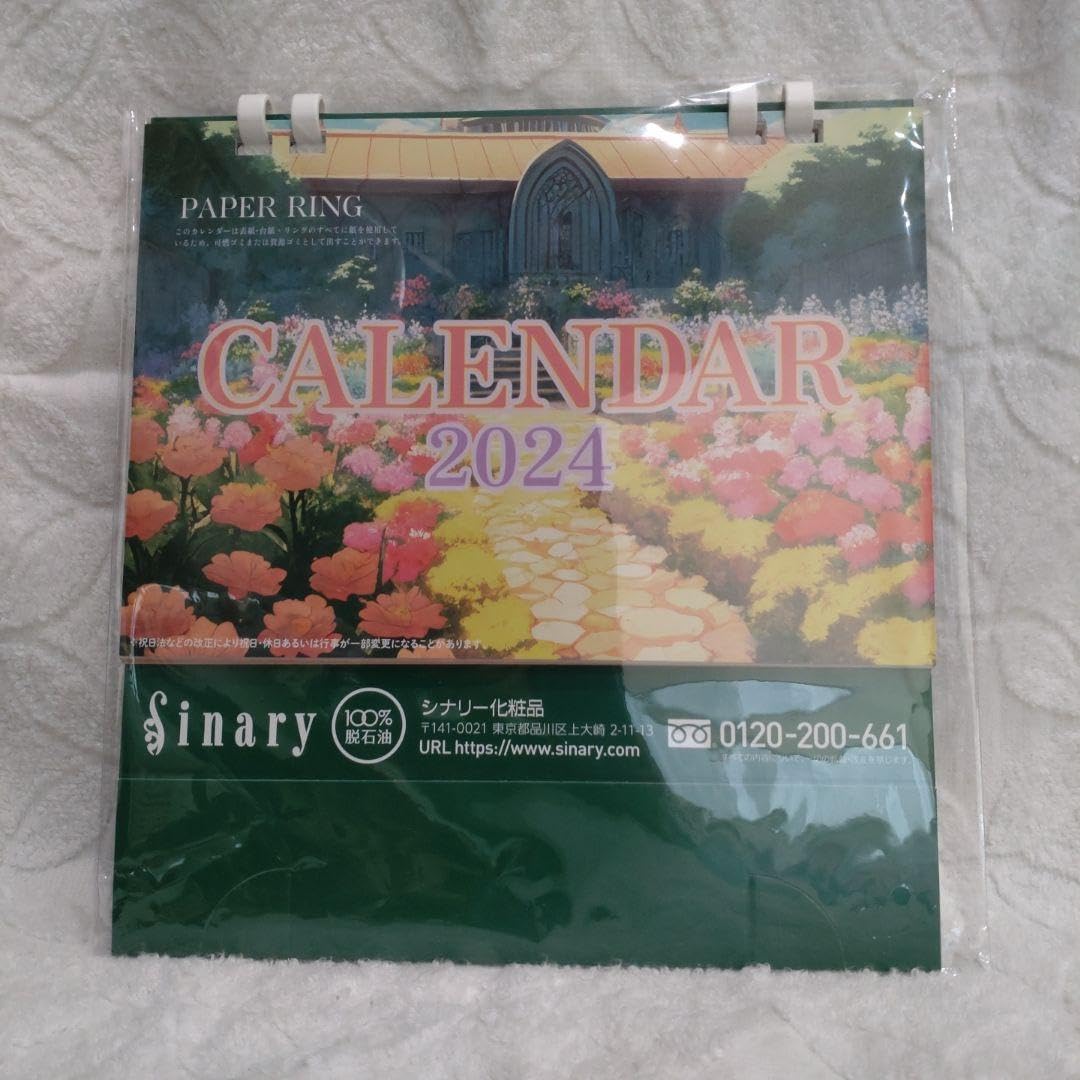 PAPER RING
このカレンダーは表紙・台紙・リングのすべてに紙を使用して
いるため、可燃ゴミまたは資源ゴミとして出すことができます。
CALENDAR
2024
※祝日法などの改正により祝日・休日あるいは行事が一部変更になることがあります。
Sinary
100%
脱石油
シナリー化粧品
〒141-0021 東京都品川区上大崎 2-11-13
URL https://www.sinary.com
0120-200-661